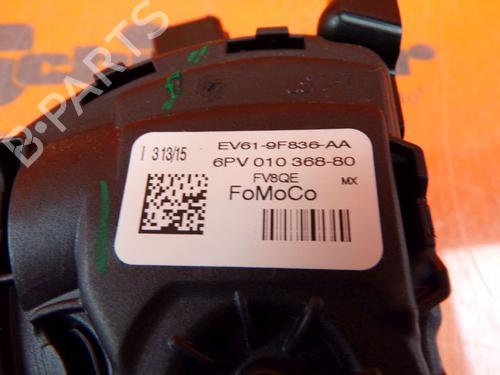 EV61-9F836-AA
I 313/15
6PV 010 368-80
FV8QE
MX
FoMoCo
B-PARTS